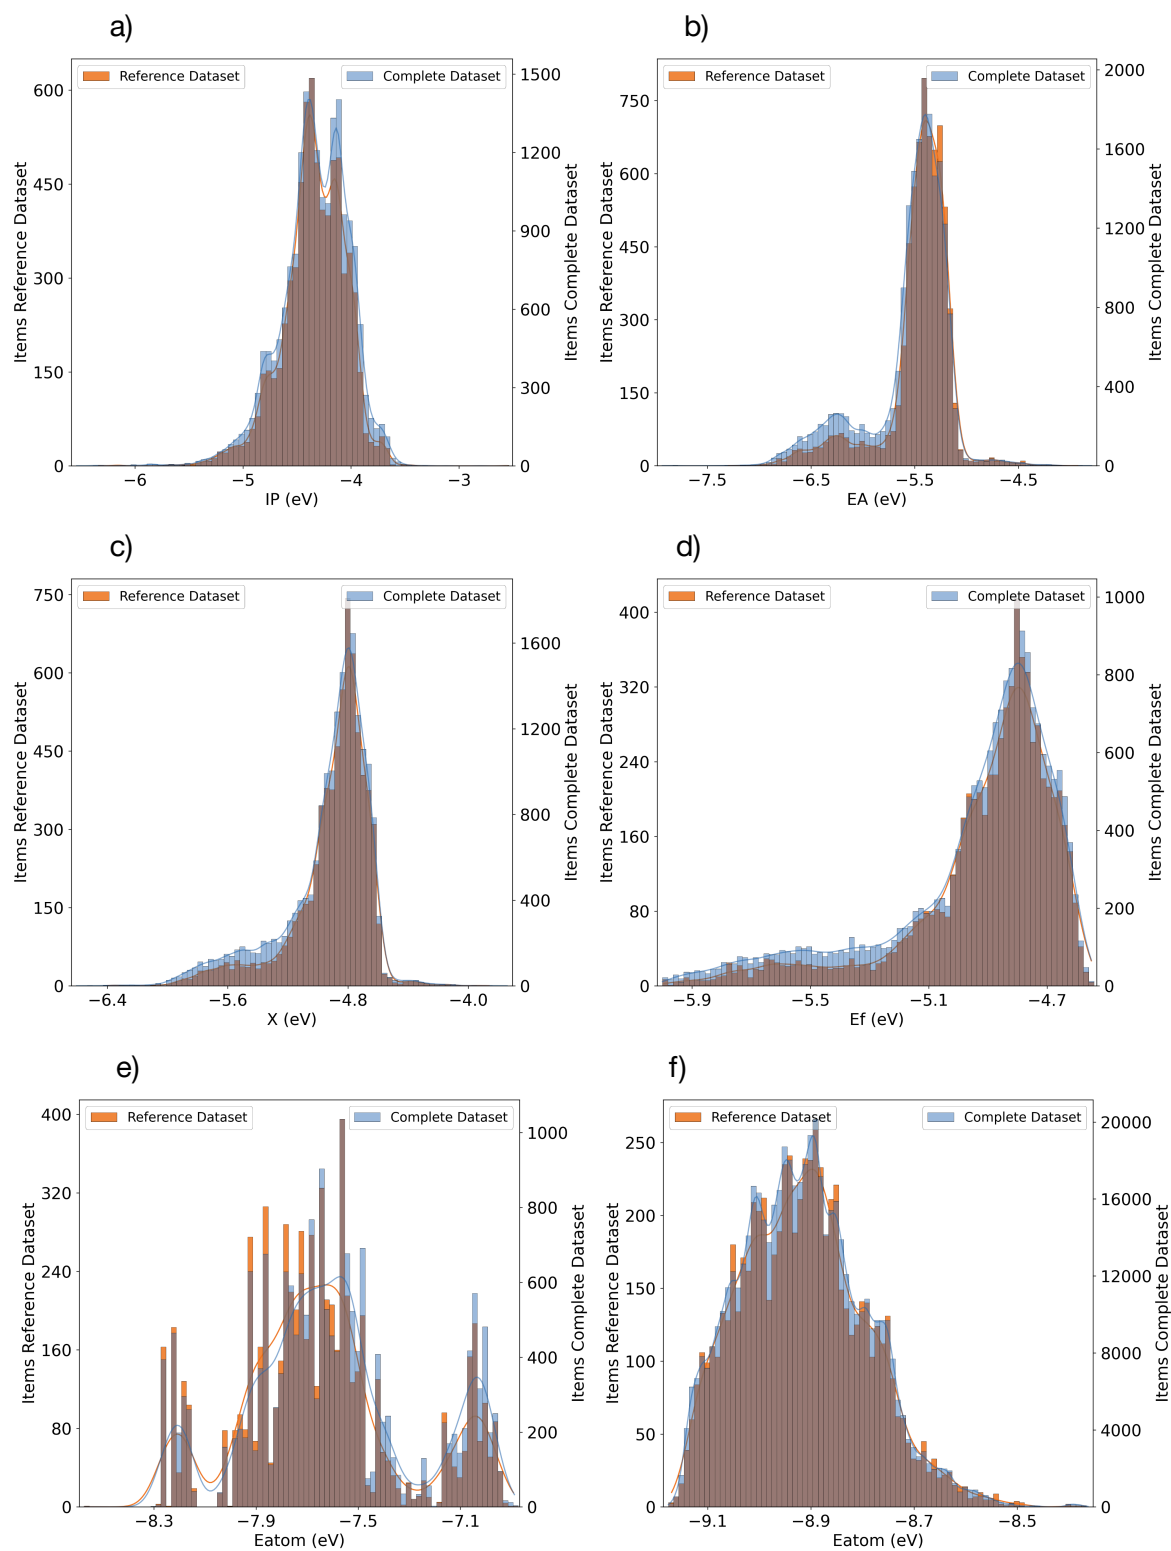 a)
Reference Dataset
Complete Dataset
Items Reference Dataset
600
450
300
150
0
1500
1200
900
600
300
0
Items Complete Dataset
−6 −5 −4 −3
IP (eV)
b)
Reference Dataset
Complete Dataset
Items Reference Dataset
750
600
450
300
150
0
2000
1600
1200
800
400
0
Items Complete Dataset
−7.5 −6.5 −5.5 −4.5
EA (eV)
c)
Reference Dataset
Complete Dataset
Items Reference Dataset
750
600
450
300
150
0
1600
1200
800
400
0
Items Complete Dataset
−6.4 −5.6 −4.8 −4.0
X (eV)
d)
Reference Dataset
Complete Dataset
Items Reference Dataset
400
320
240
160
80
0
1000
800
600
400
200
0
Items Complete Dataset
−5.9 −5.5 −5.1 −4.7
Ef (eV)
e)
Reference Dataset
Complete Dataset
Items Reference Dataset
400
320
240
160
80
0
1000
800
600
400
200
0
Items Complete Dataset
−8.3 −7.9 −7.5 −7.1
Eatom (eV)
f)
Reference Dataset
Complete Dataset
Items Reference Dataset
250
200
150
100
50
0
20000
16000
12000
8000
4000
0
Items Complete Dataset
−9.1 −8.9 −8.7 −8.5
Eatom (eV)